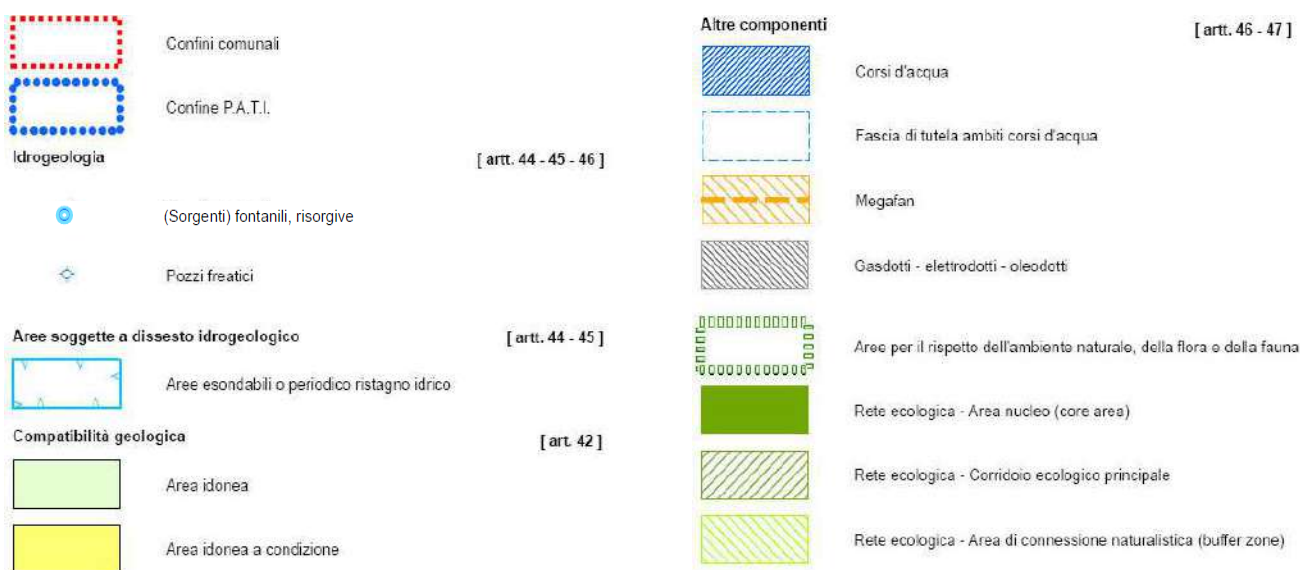 Confini comunali
Confine P.A.T.I.
Idrogeologia [ artt. 44 - 45 - 46 ]
(Sorgenti) fontanili, risorgive
Pozzi freatici
Aree soggette a dissesto idrogeologico [ artt. 44 - 45 ]
Aree esondabili o periodico ristagno idrico
Compatibilità geologica [ art. 42 ]
Area idonea
Area idonea a condizione
Altre componenti [ artt. 46 - 47 ]
Corsi d'acqua
Fascia di tutela ambiti corsi d'acqua
Megafan
Gasdotti - elettrodotti - oleodotti
Aree per il rispetto dell'ambiente naturale, della flora e della fauna
Rete ecologica - Area nucleo (core area)
Rete ecologica - Corridoio ecologico principale
Rete ecologica - Area di connessione naturalistica (buffer zone)